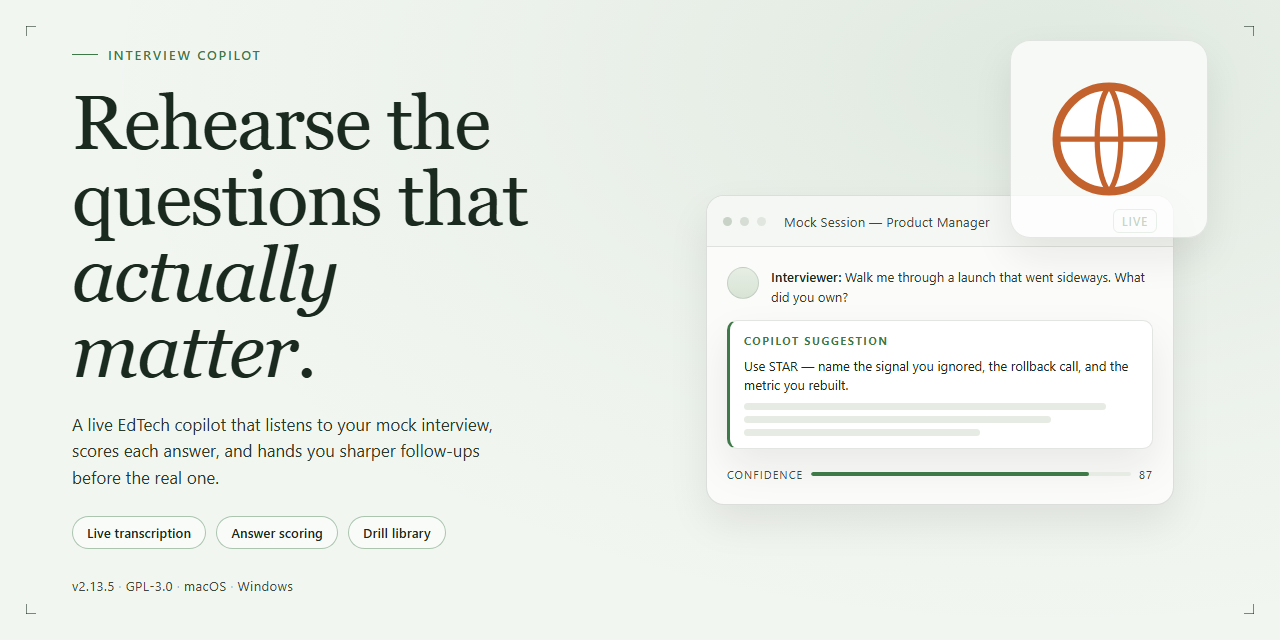 INTERVIEW COPILOT
Rehearse the
questions that
actually
matter.
A live EdTech copilot that listens to your mock interview,
scores each answer, and hands you sharper follow-ups
before the real one.
Live transcription
Answer scoring
Drill library
v2.13.5 · GPL-3.0 · macOS · Windows
Mock Session — Product Manager
LIVE
Interviewer: Walk me through a launch that went sideways. What
did you own?
COPILOT SUGGESTION
Use STAR — name the signal you ignored, the rollback call, and the
metric you rebuilt.
CONFIDENCE
87